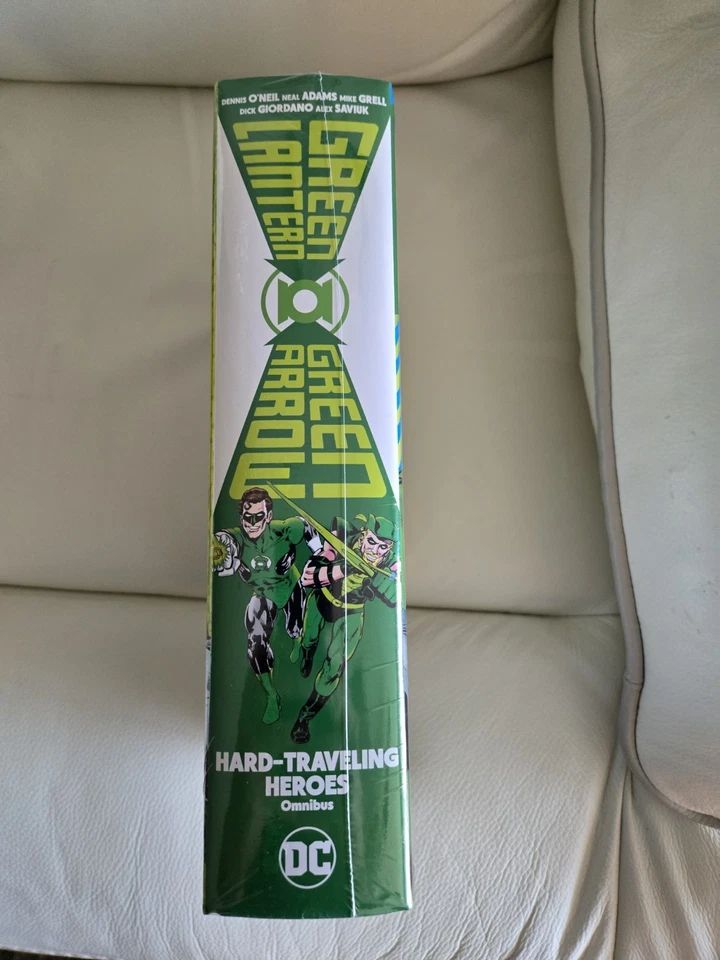 DENNIS O'NEIL NEAL ADAMS MIKE GRELL
DICK GIORDANO ALEX SAVIUK
GREEN
LANTERN
GREEN
ARROW
HARD-TRAVELING
HEROES
Omnibus
DC